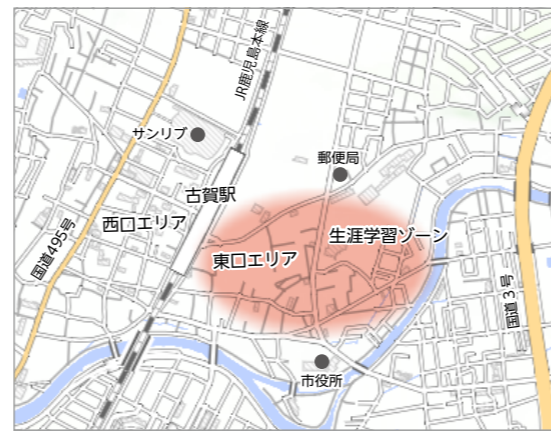 JR鹿児島本線
サンリブ
郵便局
古賀駅
西口エリア
生涯学習ゾーン
東口エリア
国道495号
国道3号
市役所